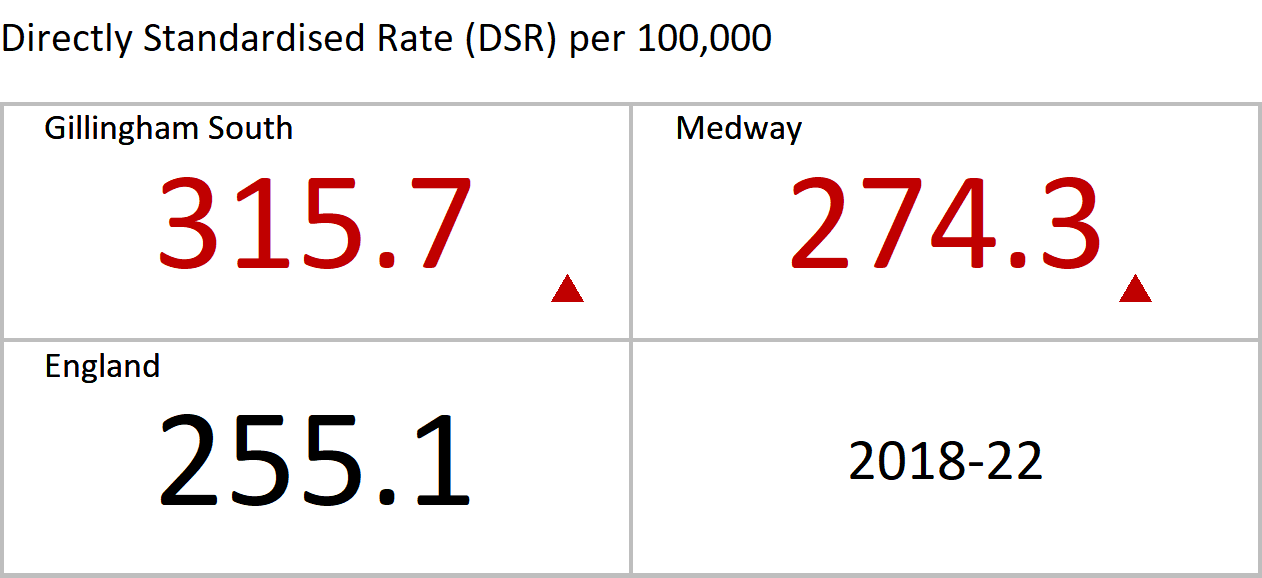 Directly Standardised Rate (DSR) per 100,000
Gillingham South
315.7
Medway
274.3
England
255.1
2018-22